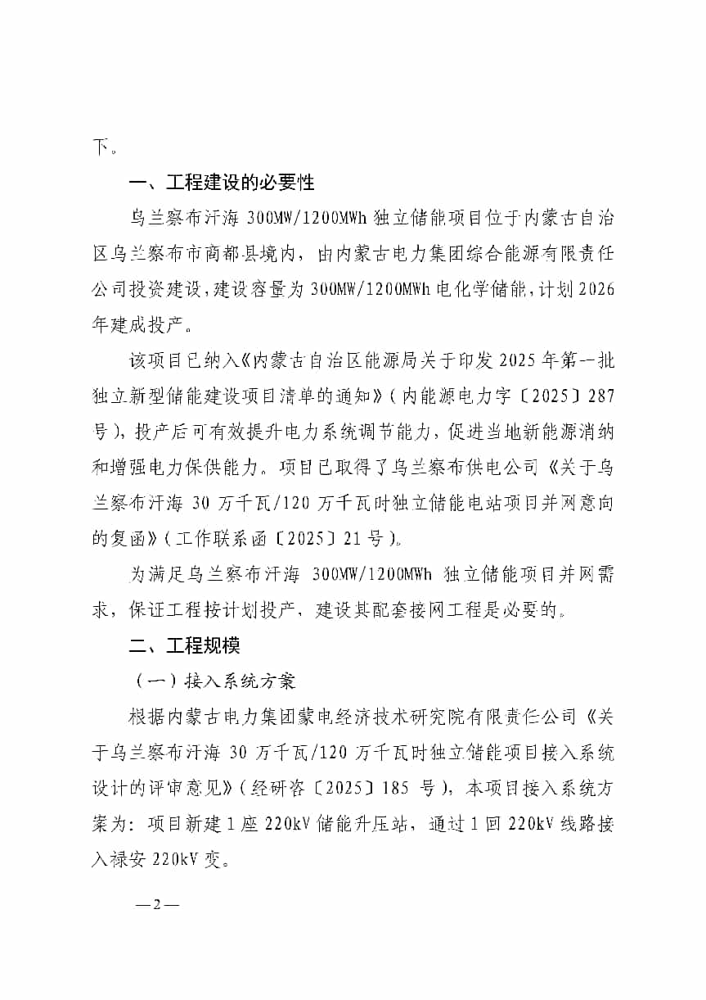 下。
一、工程建设的必要性
乌兰察布汗海 300MW/1200MWh 独立储能项目位于内蒙古自治
区乌兰察布市商都县境内，由内蒙古电力集团综合能源有限责任
公司投资建设,建设容量为 300MW/1200MWh 电化学储能,计划 2026
年建成投产。
该项目已纳入《内蒙古自治区能源局关于印发 2025 年第一批
独立新型储能建设项目清单的通知》(内能源电力字〔2025〕287
号),投产后可有效提升电力系统调节能力，促进当地新能源消纳
和增强电力保供能力。项目已取得了乌兰察布供电公司《关于乌
兰察布汗海 30 万千瓦/120 万千瓦时独立储能电站项目并网意向
的复函》(工作联系函〔2025〕21 号)。
为满足乌兰察布汗海 300MW/1200MWh 独立储能项目并网需
求，保证工程按计划投产，建设其配套接网工程是必要的。
二、工程规模
（一）接入系统方案
根据内蒙古电力集团蒙电经济技术研究院有限责任公司《关
于乌兰察布汗海 30 万千瓦/120 万千瓦时独立储能项目接入系统
设计的评审意见》(经研咨〔2025〕185 号)，本项目接入系统方
案为：项目新建 1 座 220kV 储能升压站，通过 1 回 220kV 线路接
入禄安 220kV 变。
—2—